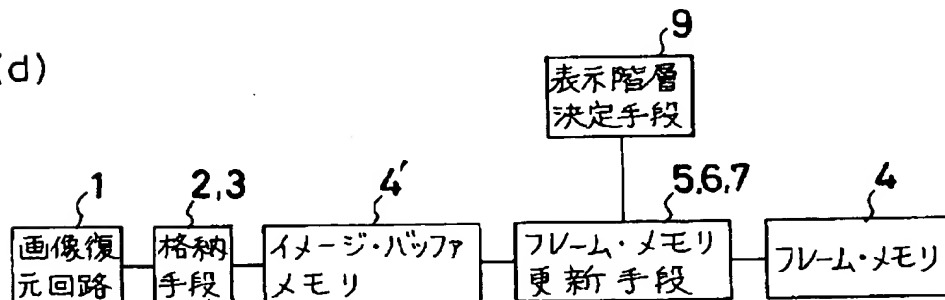 (d)
9
表示階層
決定手段
1
2,3
4'
5,6,7
4
画像復
元回路
格納
手段
イメージ・バッファ
メモリ
フレーム・メモリ
更新手段
フレーム・メモリ